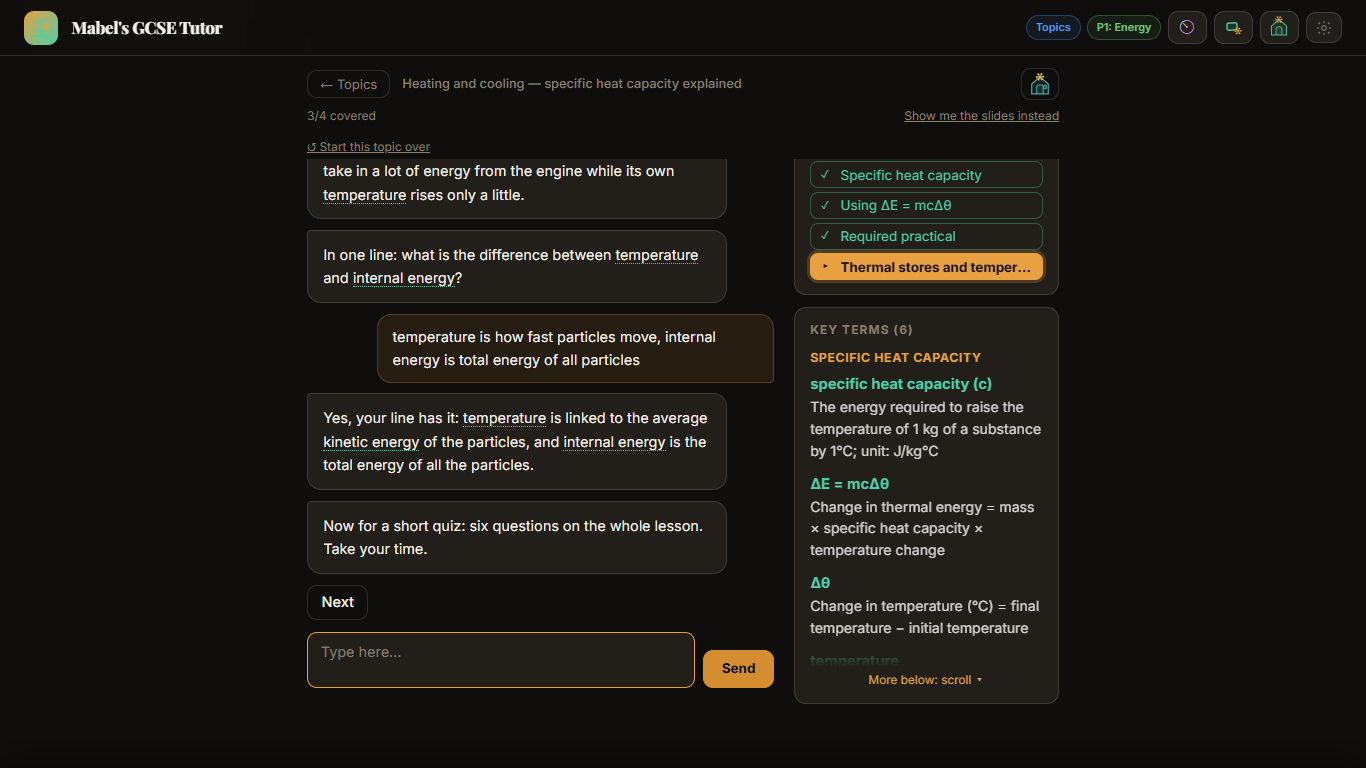 Mabel's GCSE Tutor
Topics
P1: Energy
← Topics
Heating and cooling — specific heat capacity explained
3/4 covered
Show me the slides instead
↺ Start this topic over
take in a lot of energy from the engine while its own
temperature rises only a little.
In one line: what is the difference between temperature
and internal energy?
temperature is how fast particles move, internal
energy is total energy of all particles
Yes, your line has it: temperature is linked to the average
kinetic energy of the particles, and internal energy is the
total energy of all the particles.
Now for a short quiz: six questions on the whole lesson.
Take your time.
Next
Type here...
Send
✓ Specific heat capacity
✓ Using ΔE = mcΔθ
✓ Required practical
‣ Thermal stores and temper...
KEY TERMS (6)
SPECIFIC HEAT CAPACITY
specific heat capacity (c)
The energy required to raise the
temperature of 1 kg of a substance
by 1°C; unit: J/kg°C
ΔE = mcΔθ
Change in thermal energy = mass
× specific heat capacity ×
temperature change
Δθ
Change in temperature (°C) = final
temperature − initial temperature
temperature
More below: scroll ▾